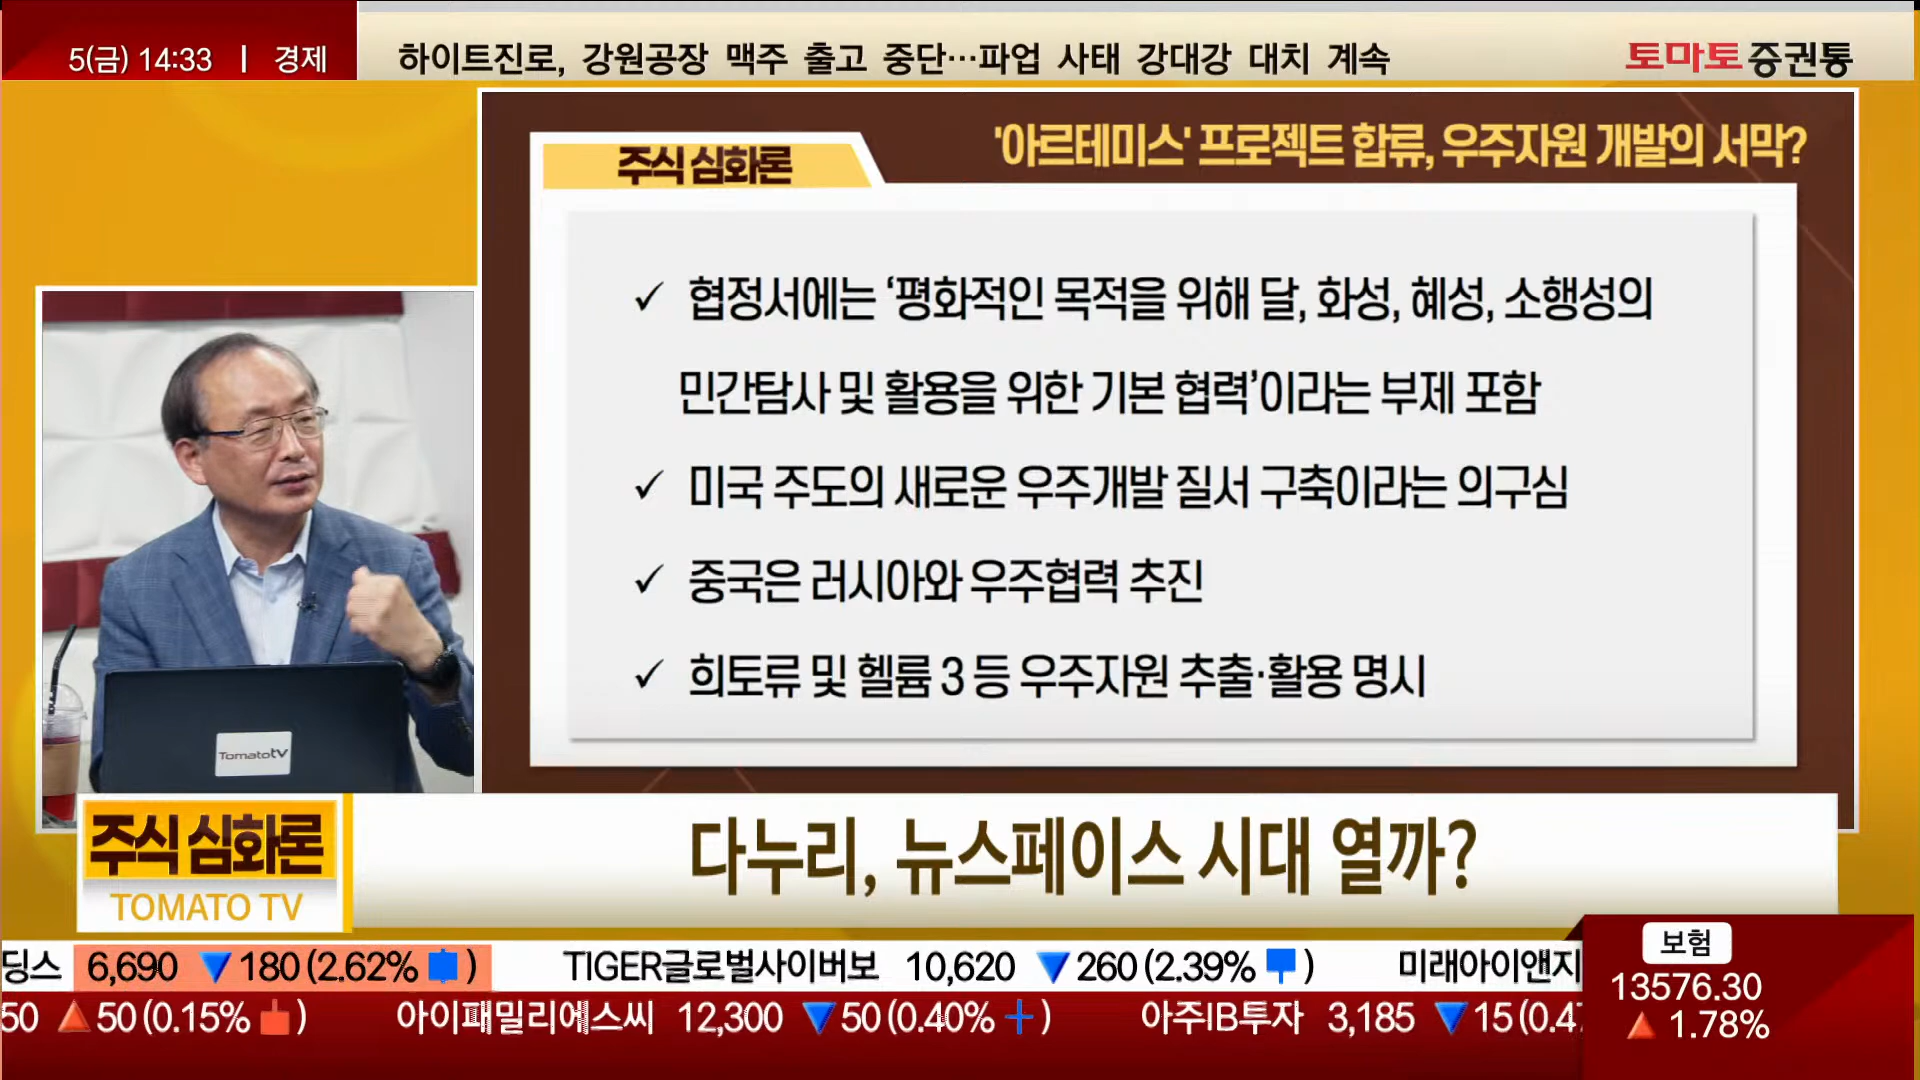 5(금) 14:33 | 경제
하이트진로, 강원공장 맥주 출고 중단…파업 사태 강대강 대치 계속
토마토증권통
주식 심화론
'아르테미스' 프로젝트 합류, 우주자원 개발의 서막?
✓ 협정서에는 ‘평화적인 목적을 위해 달, 화성, 혜성, 소행성의
민간탐사 및 활용을 위한 기본 협력’이라는 부제 포함
✓ 미국 주도의 새로운 우주개발 질서 구축이라는 의구심
✓ 중국은 러시아와 우주협력 추진
✓ 희토류 및 헬륨 3 등 우주자원 추출·활용 명시
TomatoTV
주식 심화론
TOMATO TV
다누리, 뉴스페이스 시대 열까?
딩스 6,690 ▼180 (2.62% ) TIGER글로벌사이버보 10,620 ▼260 (2.39% ) 미래아이앤지
50 ▲50 (0.15% ) 아이패밀리에스씨 12,300 ▼50 (0.40% ) 아주IB투자 3,185 ▼15 (0.4
보험
13576.30
▲ 1.78%